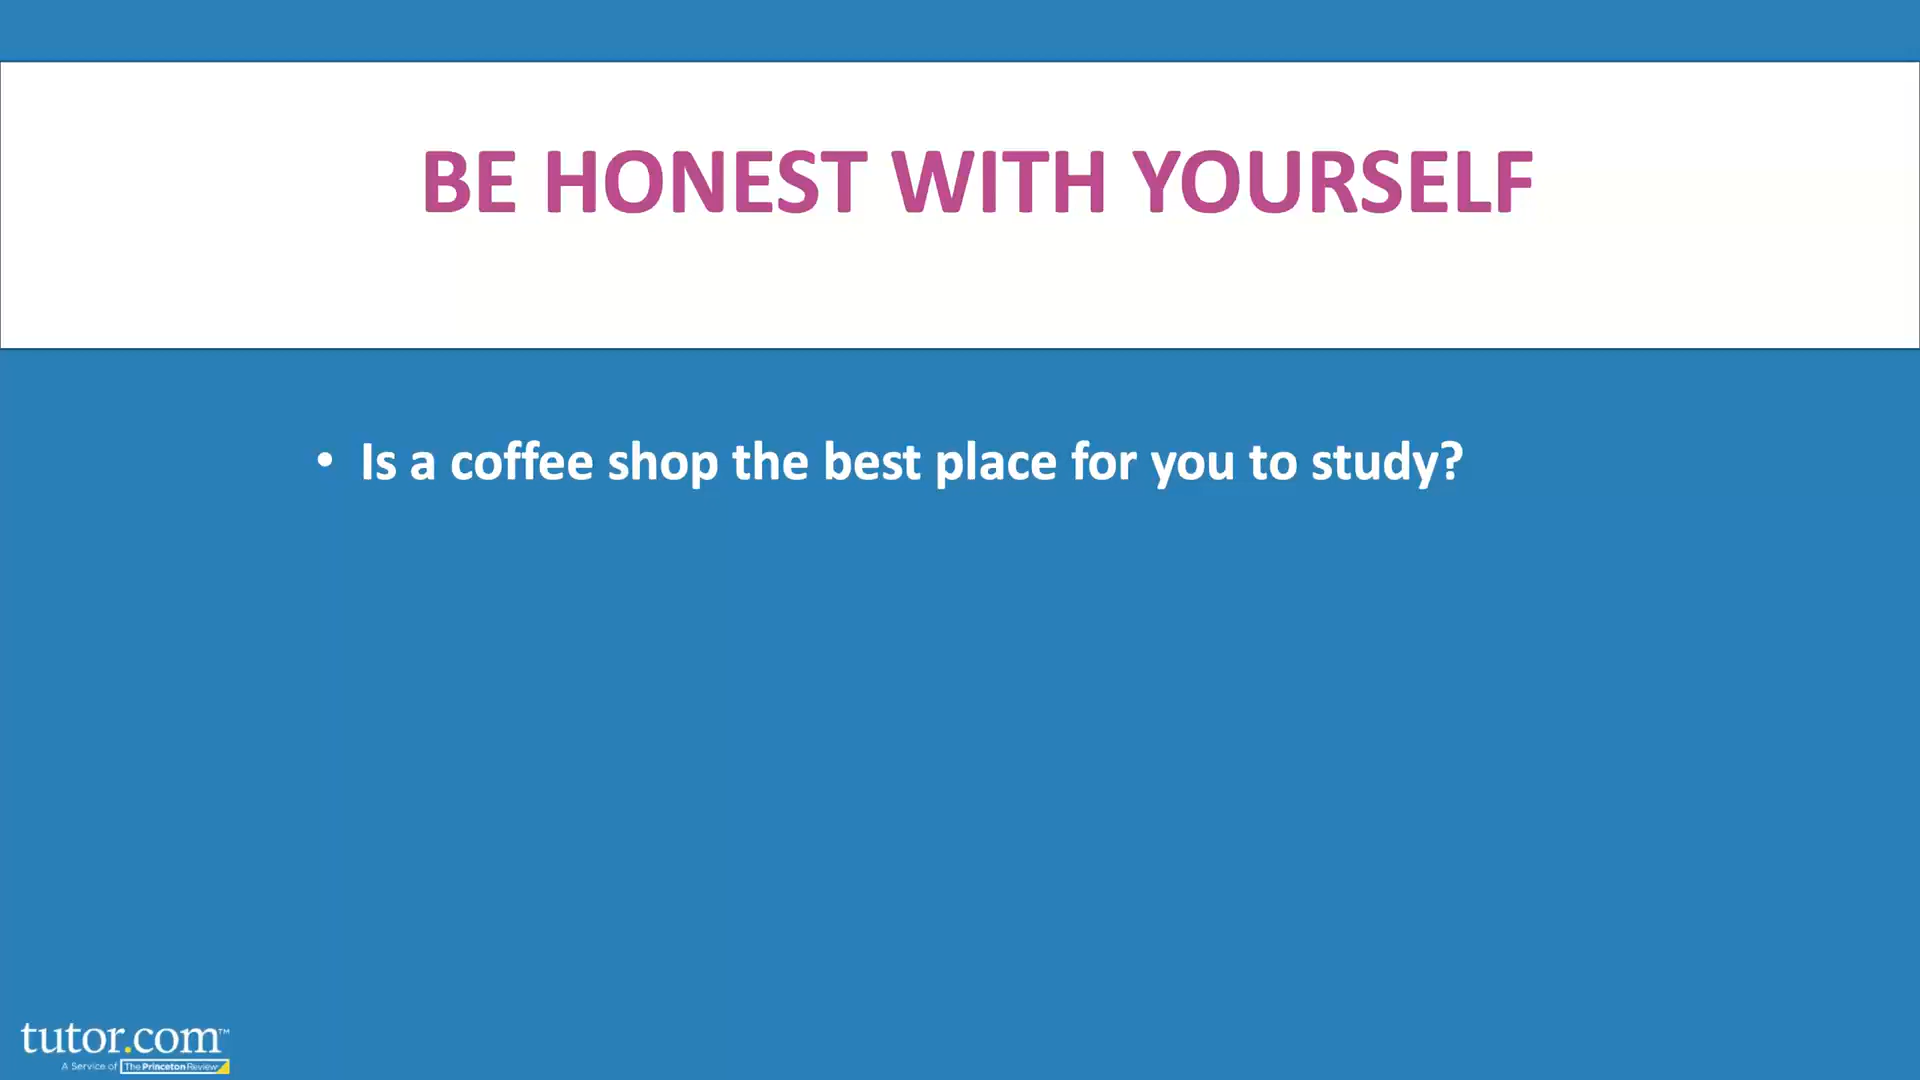 BE HONEST WITH YOURSELF
• Is a coffee shop the best place for you to study?
tutor.com™
A Service of The Princeton Review